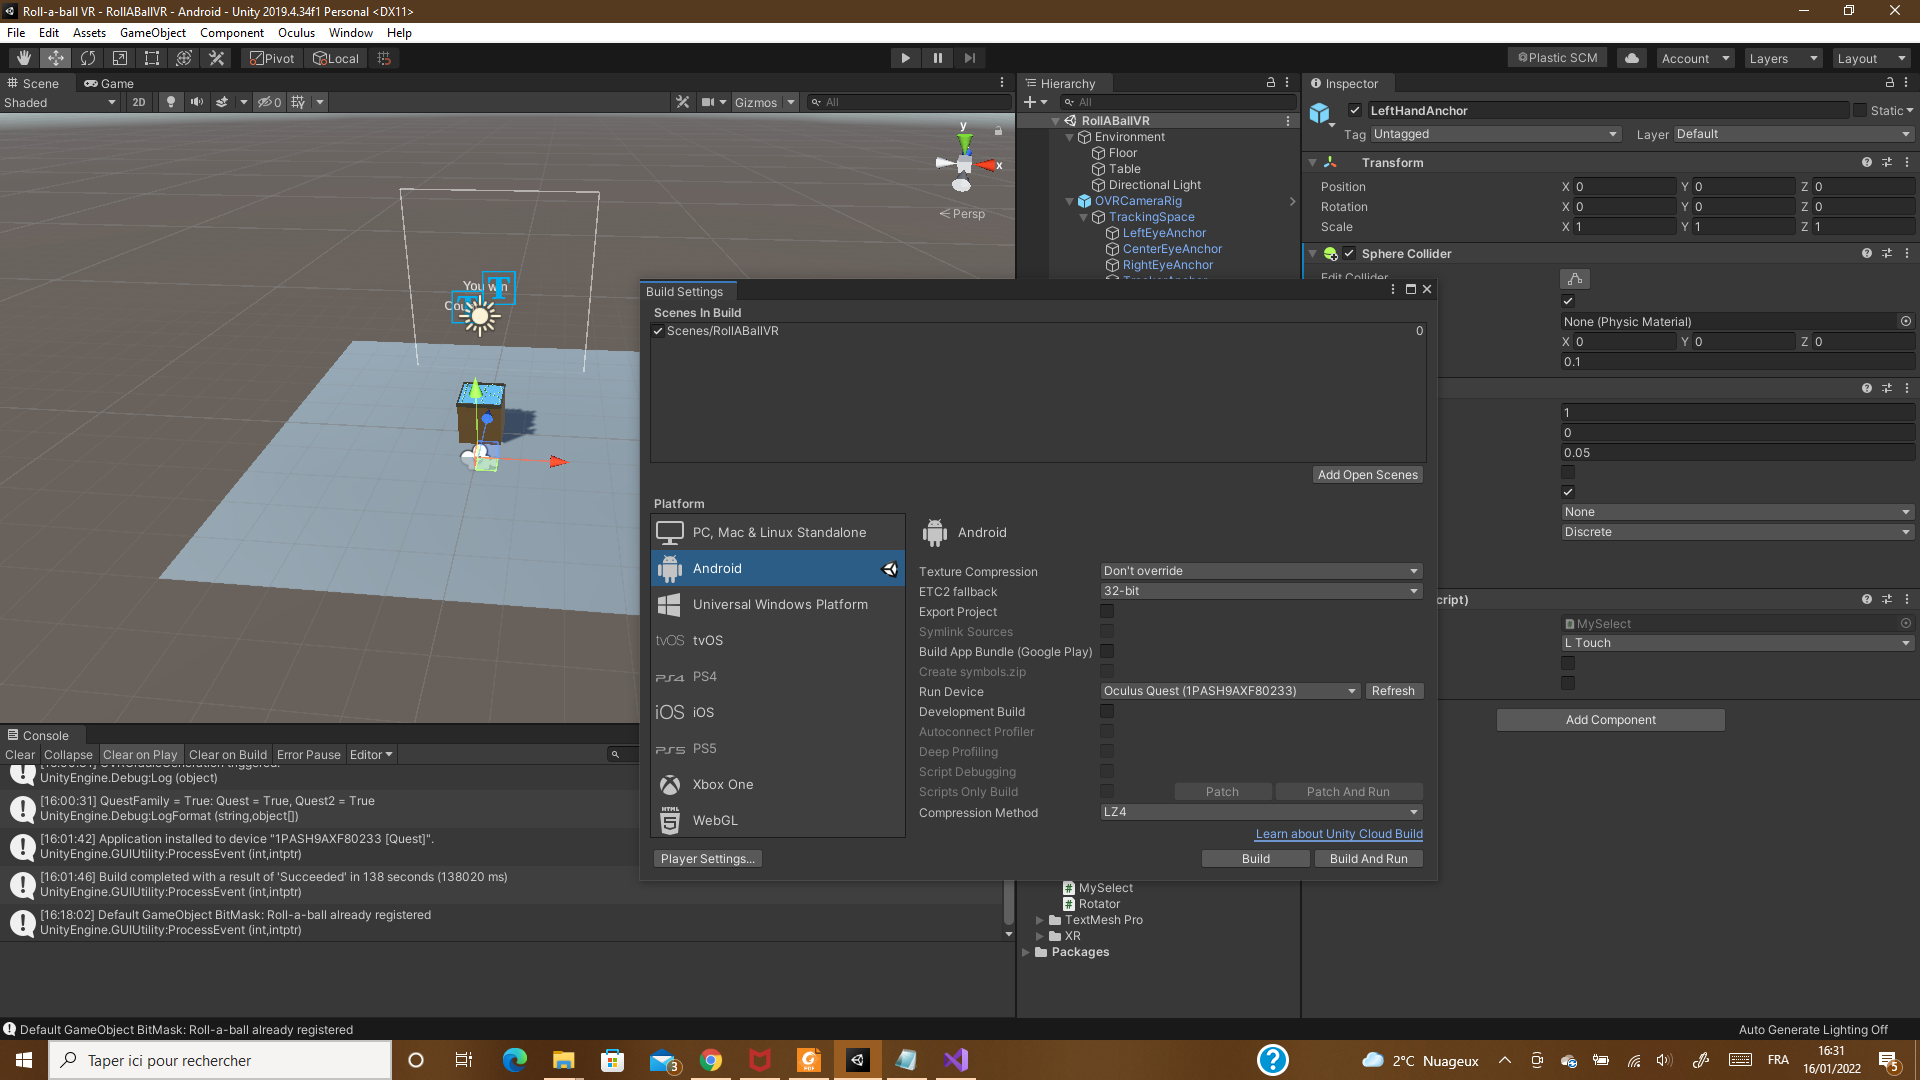 Roll-a-ball VR - RollABallVR - Android - Unity 2019.4.34f1 Personal <DX11>
File Edit Assets GameObject Component Oculus Window Help
Pivot Local
Plastic SCM Account Layers Layout
Scene Game
Shaded 2D 0 Gizmos All
y
x
Persp
You win
Hierarchy
All
RollABallVR
Environment
Floor
Table
Directional Light
OVRCameraRig
TrackingSpace
LeftEyeAnchor
CenterEyeAnchor
RightEyeAnchor
Inspector
LeftHandAnchor Static
Tag Untagged Layer Default
Transform
Position X 0 Y 0 Z 0
Rotation X 0 Y 0 Z 0
Scale X 1 Y 1 Z 1
Sphere Collider
Edit Collider
None (Physic Material)
X 0 Y 0 Z 0
0.1
1
0
0.05
None
Discrete
cript)
MySelect
L Touch
Add Component
Build Settings
Scenes In Build
Scenes/RollABallVR 0
Add Open Scenes
Platform
PC, Mac & Linux Standalone
Android
Universal Windows Platform
tvOS tvOS
PS4 PS4
iOS iOS
PS5 PS5
Xbox One
HTML 5 WebGL
Player Settings...
Android
Texture Compression Don't override
ETC2 fallback 32-bit
Export Project
Symlink Sources
Build App Bundle (Google Play)
Create symbols.zip
Run Device Oculus Quest (1PASH9AXF80233) Refresh
Development Build
Autoconnect Profiler
Deep Profiling
Script Debugging
Scripts Only Build Patch Patch And Run
Compression Method LZ4
Learn about Unity Cloud Build
Build Build And Run
MySelect
Rotator
TextMesh Pro
XR
Packages
Console
Clear Collapse Clear on Play Clear on Build Error Pause Editor
UnityEngine.Debug:Log (object)
[16:00:31] QuestFamily = True: Quest = True, Quest2 = True
UnityEngine.Debug:LogFormat (string,object[])
[16:01:42] Application installed to device "1PASH9AXF80233 [Quest]".
UnityEngine.GUIUtility:ProcessEvent (int,intptr)
[16:01:46] Build completed with a result of 'Succeeded' in 138 seconds (138020 ms)
UnityEngine.GUIUtility:ProcessEvent (int,intptr)
[16:18:02] Default GameObject BitMask: Roll-a-ball already registered
UnityEngine.GUIUtility:ProcessEvent (int,intptr)
Default GameObject BitMask: Roll-a-ball already registered
Auto Generate Lighting Off
Taper ici pour rechercher
3
2°C Nuageux
FRA
16:31
16/01/2022
5